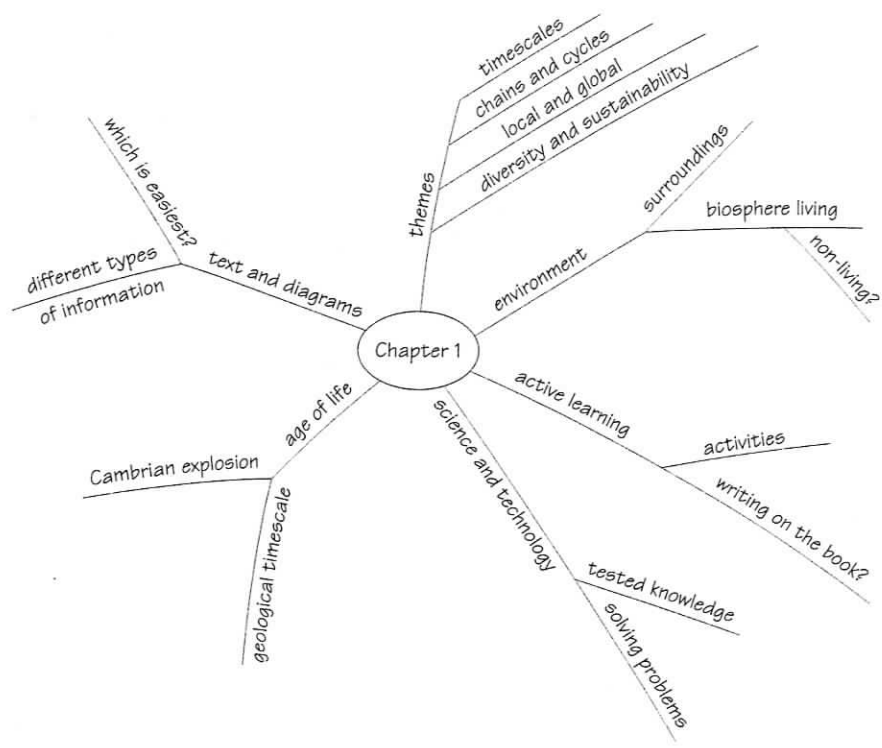 timescales
chains and cycles
local and global
diversity and sustainability
themes
surroundings
biosphere living
non-living?
environment
which is easiest?
different types
of information
text and diagrams
Chapter 1
active learning
activities
writing on the book?
age of life
Cambrian explosion
geological timescale
science and technology
tested knowledge
solving problems